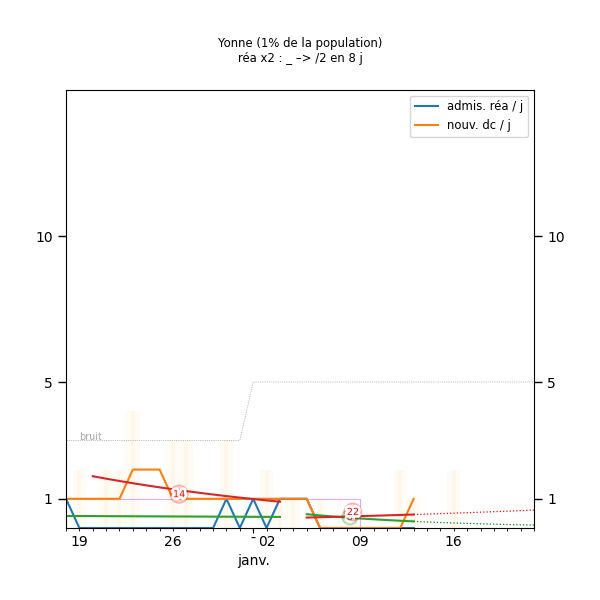 Yonne (1% de la population)
réa x2 : _ –> /2 en 8 j
admis. réa / j
nouv. dc / j
10 10
5 5
bruit
14
22
1 1
19 26 - 02 09 16
janv.